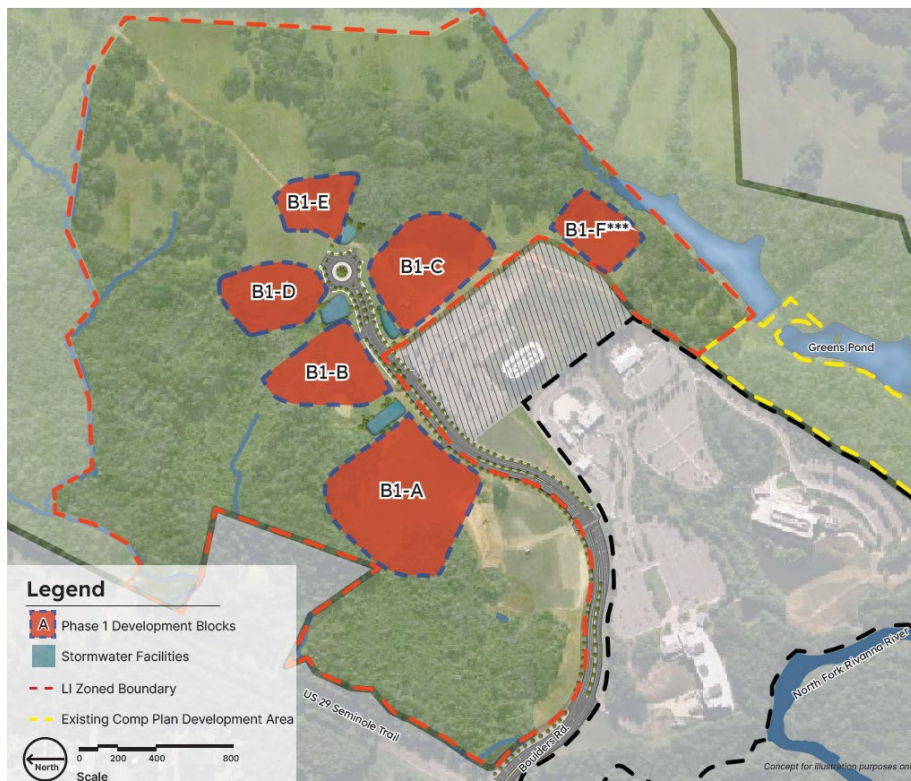 B1-E
B1-F***
B1-C
B1-D
B1-B
B1-A
Greens Pond
North Fork Rivanna River
US 29 Seminole Trail
Boulders Rd.
Legend
A Phase 1 Development Blocks
Stormwater Facilities
LI Zoned Boundary
Existing Comp Plan Development Area
North
0 200 400 800
Scale
Concept for Illustration purposes